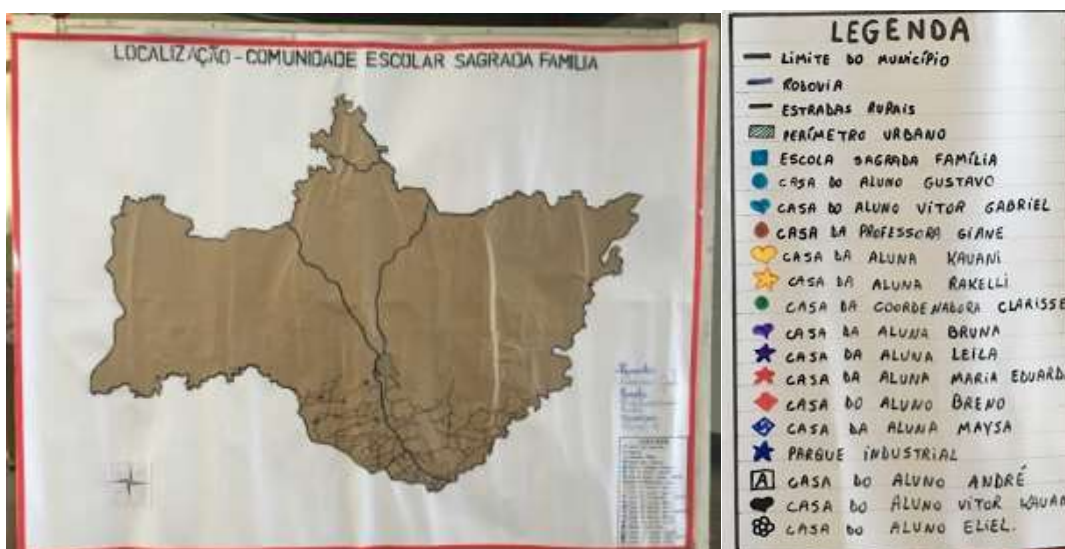 LOCALIZAÇÃO - COMUNIDADE ESCOLAR SAGRADA FAMÍLIA
LEGENDA
LIMITE DO MUNICÍPIO
RODOVIA
ESTRADAS RURAIS
PERÍMETRO URBANO
ESCOLA SAGRADA FAMÍLIA
CASA DO ALUNO GUSTAVO
CASA DO ALUNO VITOR GABRIEL
CASA DA PROFESSORA GIANE
CASA DA ALUNA KAUANI
CASA DA ALUNA RAKELLI
CASA DA COORDENADORA CLARISSE
CASA DA ALUNA BRUNA
CASA DA ALUNA LEILA
CASA DA ALUNA MARIA EDUARDA
CASA DO ALUNO BRENO
CASA DA ALUNA MAYSA
PARQUE INDUSTRIAL
A CASA DO ALUNO ANDRÉ
CASA DO ALUNO VITOR KAUAN
CASA DO ALUNO ELIEL.